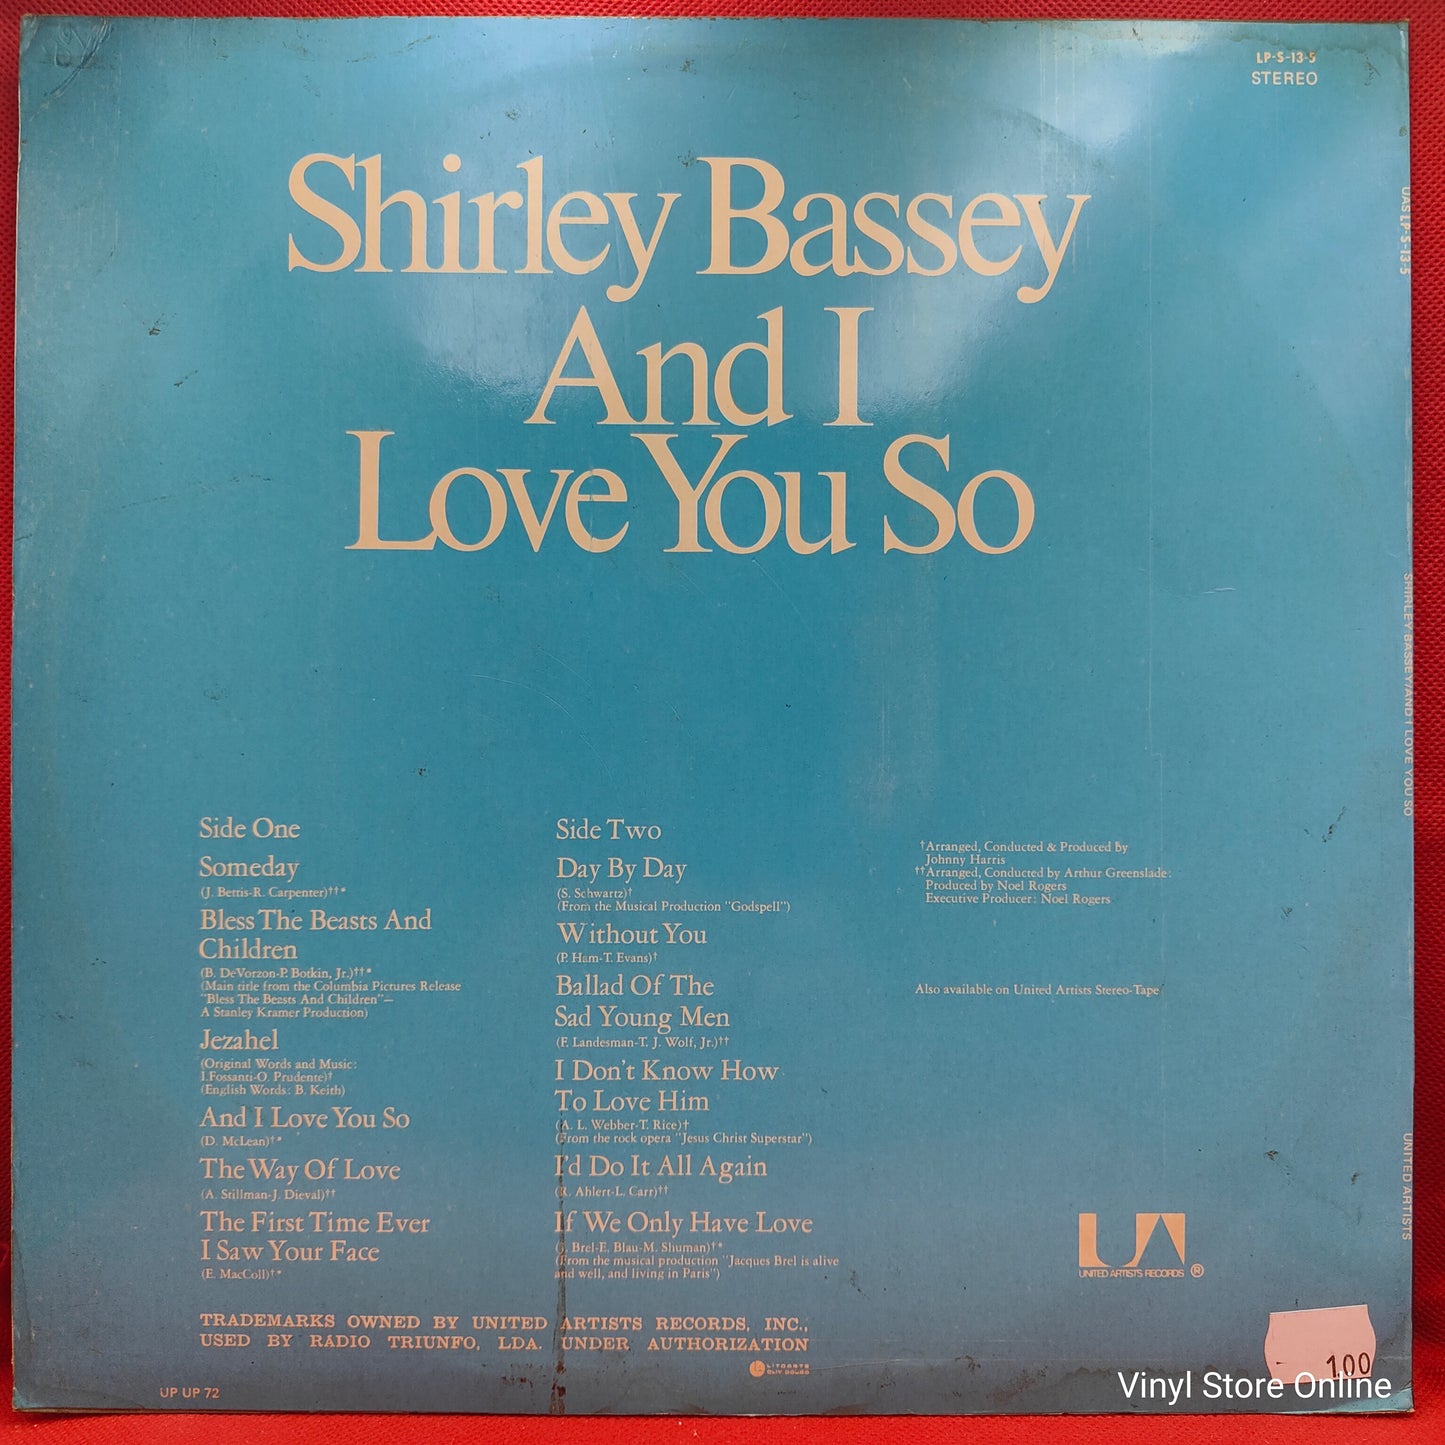 LP-S-13-5
STEREO
Shirley Bassey
And I
Love You So
Side One
Someday
(J. Bettis-R. Carpenter)††*
Bless The Beasts And
Children
(B. DeVorzon-P. Botkin, Jr.)††*
(Main title from the Columbia Pictures Release
"Bless The Beasts And Children"—
A Stanley Kramer Production)
Jezahel
(Original Words and Music:
I.Fossanti-O. Prudente)†
(English Words: B. Keith)
And I Love You So
(D. McLean)†*
The Way Of Love
(A. Stillman-J. Dieval)††
The First Time Ever
I Saw Your Face
(E. MacColl)†*
Side Two
Day By Day
(S. Schwartz)†
(From the Musical Production "Godspell")
Without You
(P. Ham-T. Evans)†
Ballad Of The
Sad Young Men
(F. Landesman-T. J. Wolf, Jr.)††
I Don't Know How
To Love Him
(A. L. Webber-T. Rice)†
(From the rock opera "Jesus Christ Superstar")
I'd Do It All Again
(R. Ahlert-L. Carr)††
If We Only Have Love
(J. Brel-E. Blau-M. Shuman)†*
(From the musical production "Jacques Brel is alive
and well, and living in Paris")
†Arranged, Conducted & Produced By
Johnny Harris
††Arranged, Conducted by Arthur Greenslade:
Produced by Noel Rogers
Executive Producer: Noel Rogers
Also available on United Artists Stereo-Tape
UA
UNITED ARTISTS RECORDS ®
TRADEMARKS OWNED BY UNITED ARTISTS RECORDS, INC.,
USED BY RÁDIO TRIUNFO, LDA. UNDER AUTHORIZATION
LITOARTE
UP UP 72
UAS LP-S-13-5
SHIRLEY BASSEY/AND I LOVE YOU SO
UNITED ARTISTS
1.00
Vinyl Store Online